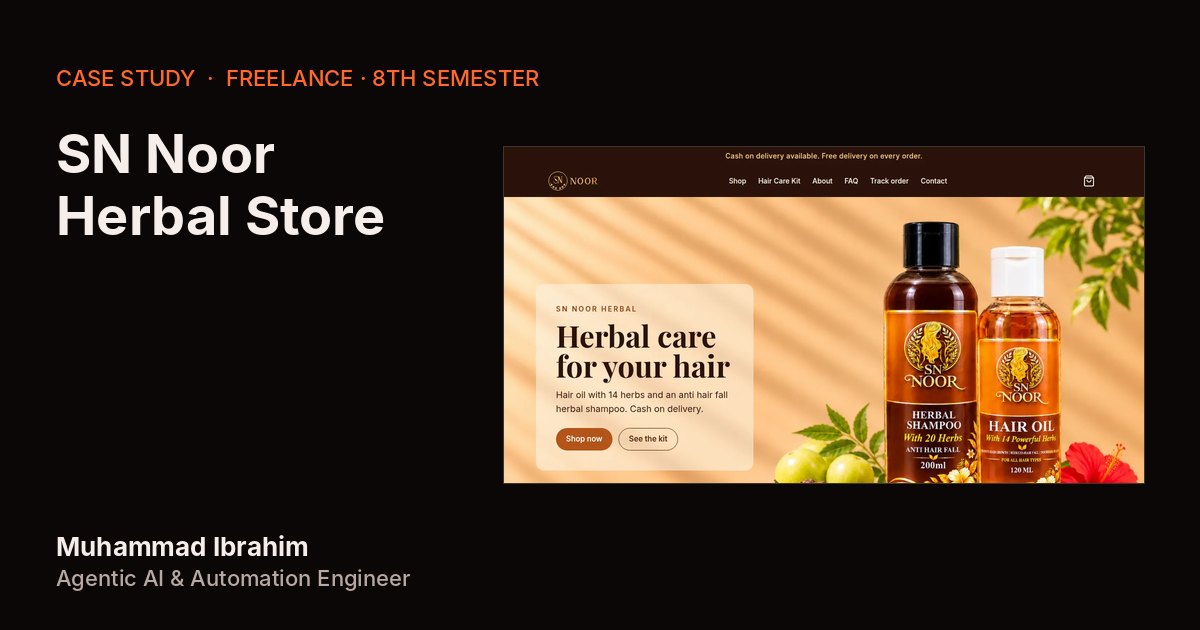 CASE STUDY · FREELANCE · 8TH SEMESTER
SN Noor
Herbal Store
Cash on delivery available. Free delivery on every order.
SN NOOR
Shop Hair Care Kit About FAQ Track order Contact
SN NOOR HERBAL
Herbal care
for your hair
Hair oil with 14 herbs and an anti hair fall
herbal shampoo. Cash on delivery.
Shop now See the kit
SN
NOOR
HERBAL
SHAMPOO
With 20 Herbs
ANTI HAIR FALL
200ml
SN
NOOR
HAIR OIL
With 14 Powerful Herbs
FOR ALL HAIR TYPES
120 ML
Muhammad Ibrahim
Agentic AI & Automation Engineer